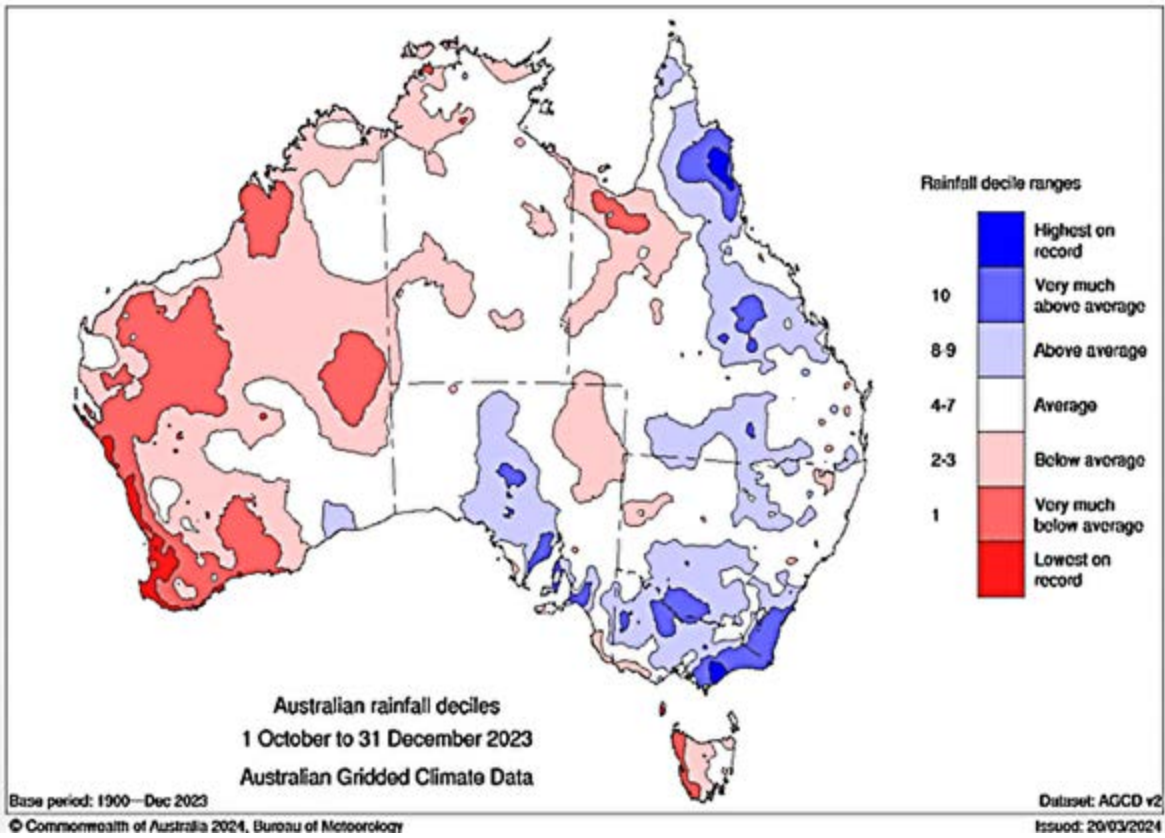 Rainfall decile ranges
Highest on
record
10
Very much
above average
8-9
Above average
4-7
Average
2-3
Below average
1
Very much
below average
Lowest on
record
Australian rainfall deciles
1 October to 31 December 2023
Australian Gridded Climate Data
Base period: 1900—Dec 2023
Dataset: AGCD v2
© Commonwealth of Australia 2024, Bureau of Meteorology
Issued: 20/03/2024